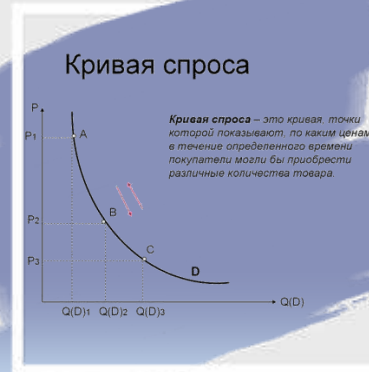 Кривая спроса
Кривая спроса – это кривая, точки
которой показывают, по каким ценам
в течение определенного времени
покупатели могли бы приобрести
различные количества товара.
P
P1
A
P2
B
P3
C
D
Q(D)
Q(D)1 Q(D)2 Q(D)3